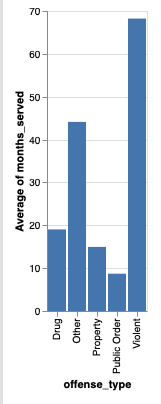 70
60
50
40
30
20
10
0
Average of months_served
Drug
Other
Property
Public Order
Violent
offense_type